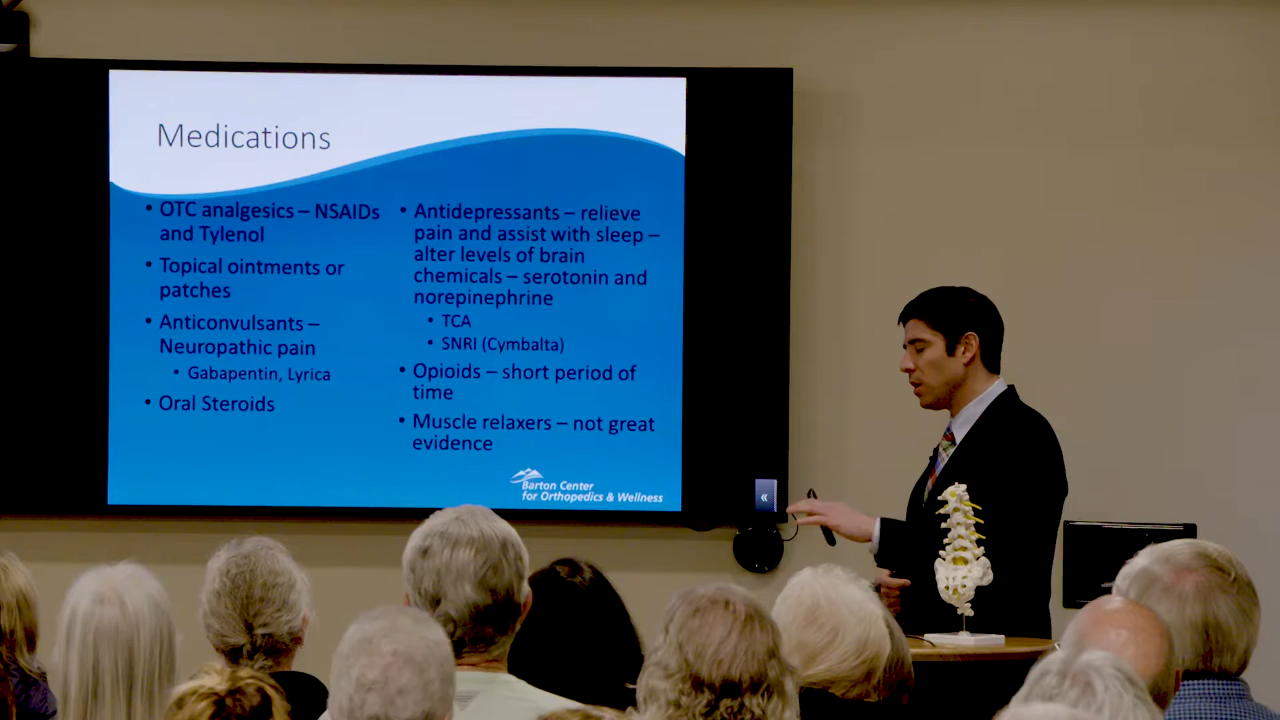 Medications
• OTC analgesics – NSAIDs
and Tylenol
• Topical ointments or
patches
• Anticonvulsants –
Neuropathic pain
• Gabapentin, Lyrica
• Oral Steroids
• Antidepressants – relieve
pain and assist with sleep –
alter levels of brain
chemicals – serotonin and
norepinephrine
• TCA
• SNRI (Cymbalta)
• Opioids – short period of
time
• Muscle relaxers – not great
evidence
Barton Center
for Orthopedics & Wellness
«